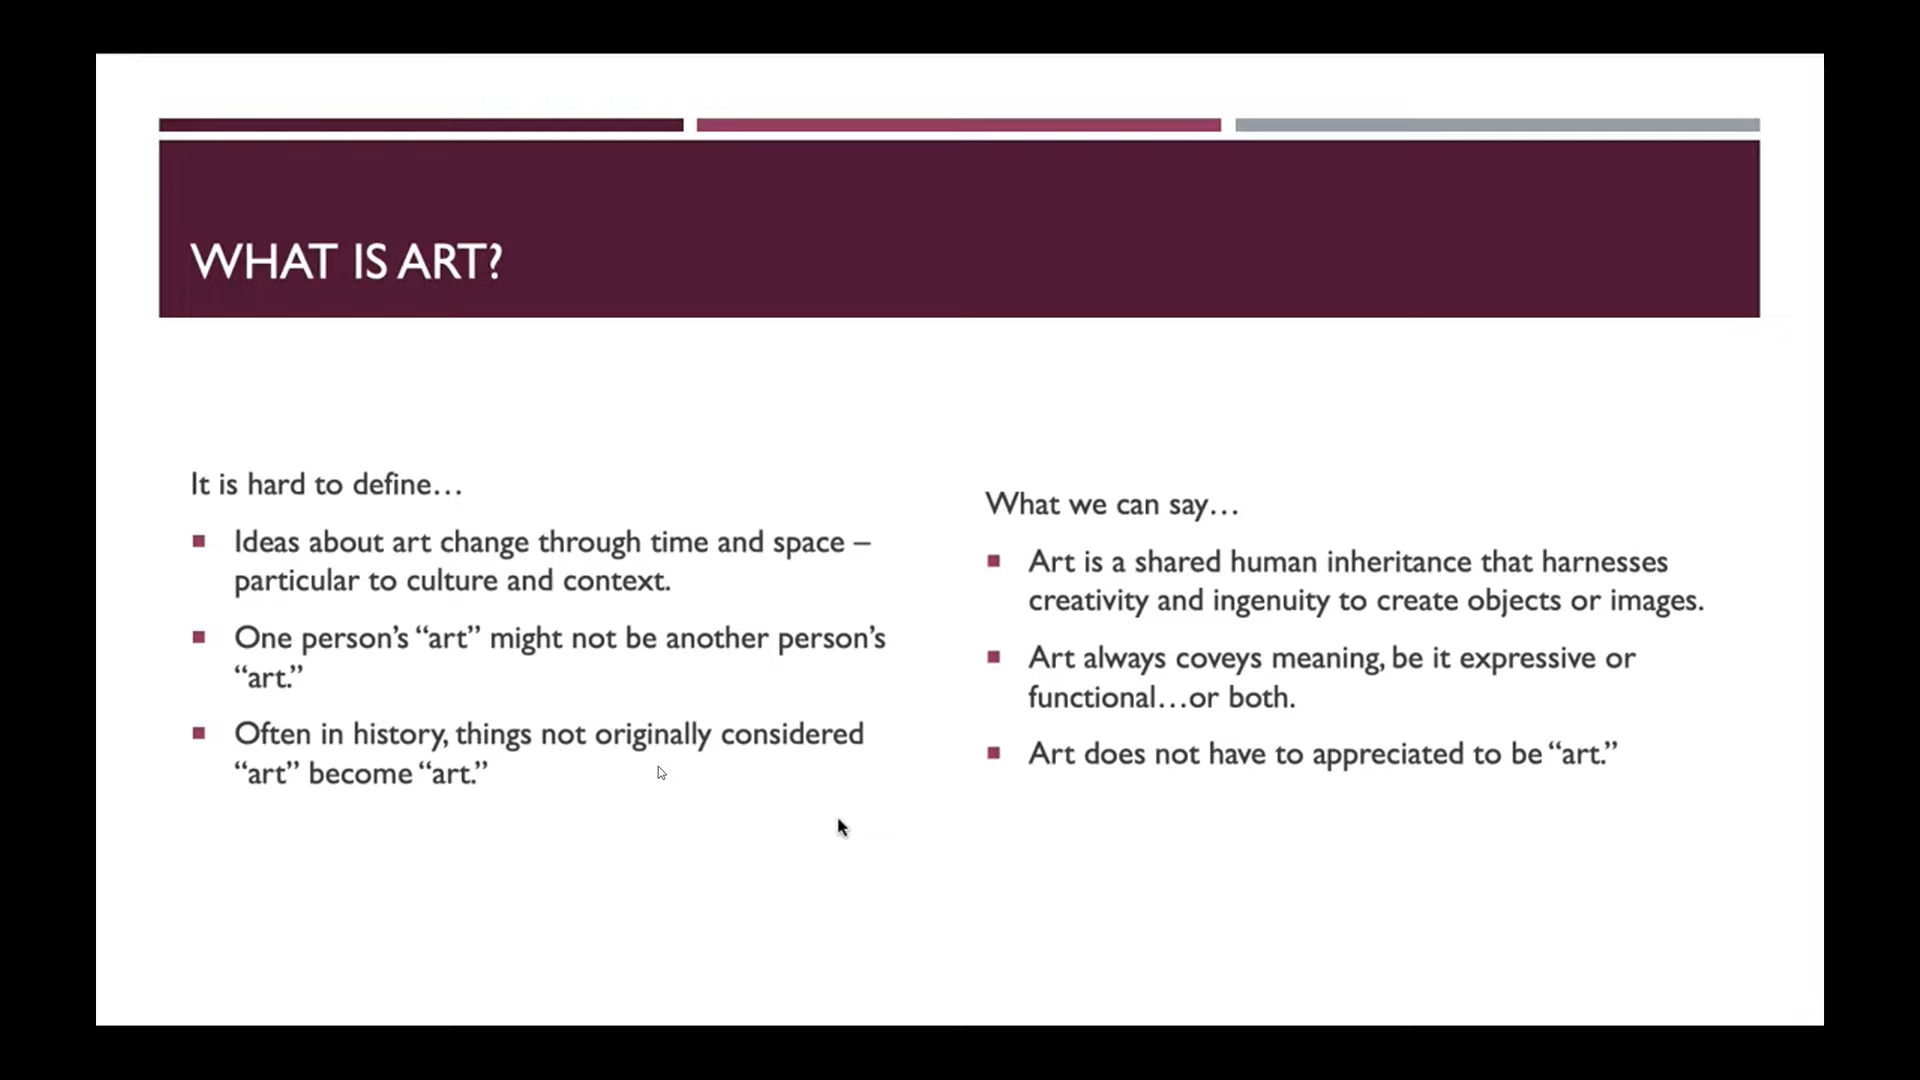 WHAT IS ART?
It is hard to define…
Ideas about art change through time and space –
particular to culture and context.
One person’s “art” might not be another person’s
“art.”
Often in history, things not originally considered
“art” become “art.”
What we can say…
Art is a shared human inheritance that harnesses
creativity and ingenuity to create objects or images.
Art always coveys meaning, be it expressive or
functional…or both.
Art does not have to appreciated to be “art.”